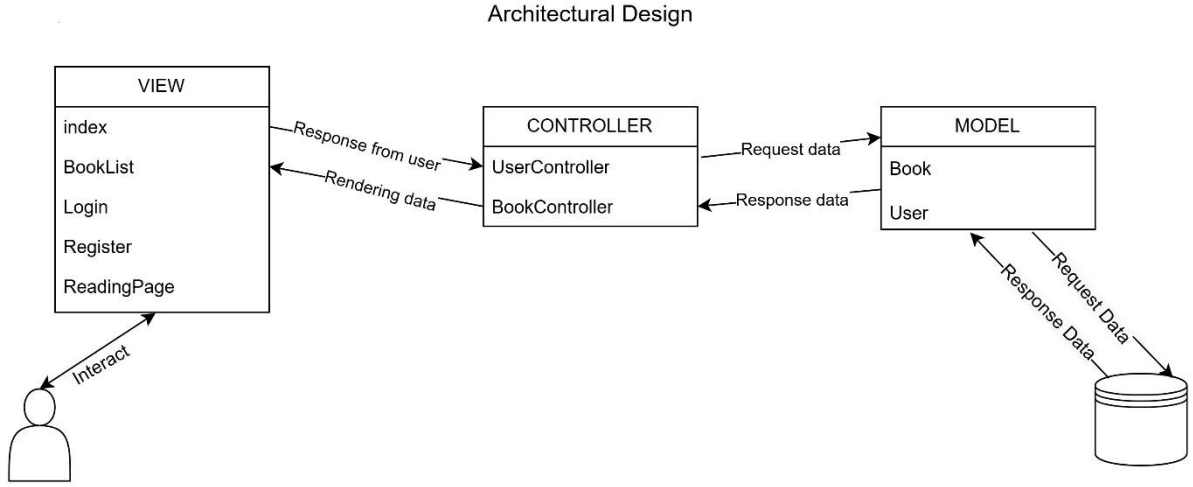 Architectural Design
VIEW
index
BookList
Login
Register
ReadingPage
Response from user
Rendering data
CONTROLLER
UserController
BookController
Request data
Response data
MODEL
Book
User
Request Data
Response Data
Interact